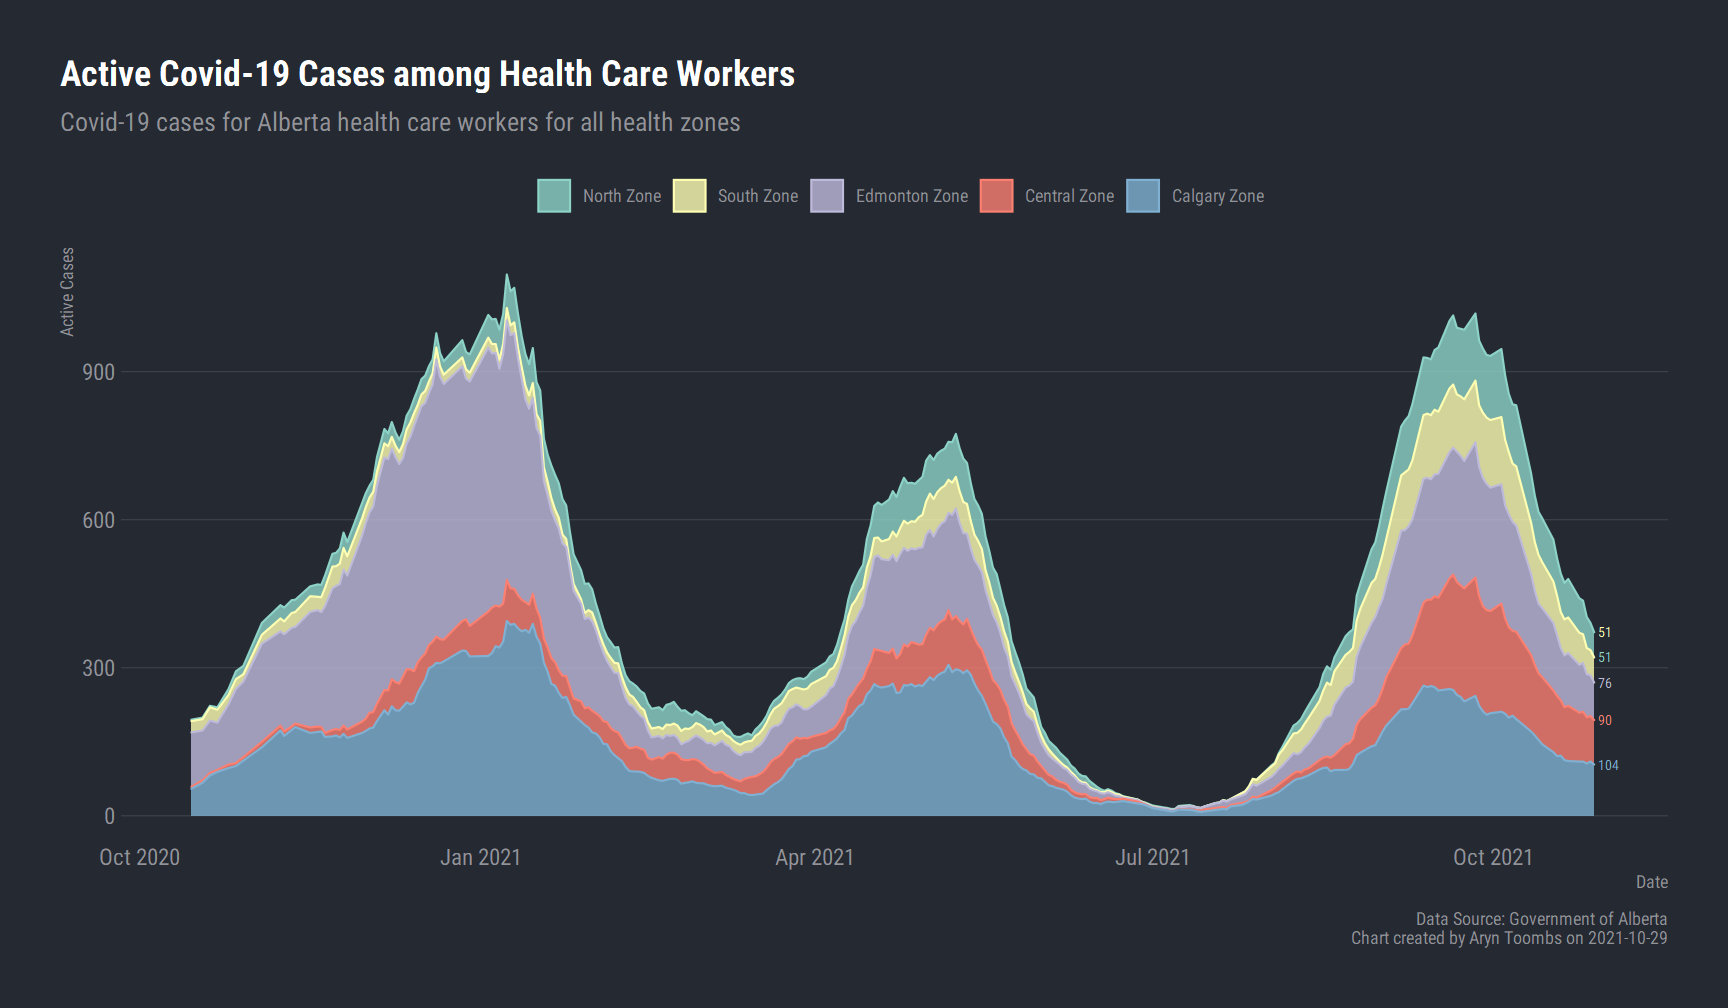 Active Covid-19 Cases among Health Care Workers
Covid-19 cases for Alberta health care workers for all health zones
North Zone South Zone Edmonton Zone Central Zone Calgary Zone
Active Cases
900
600
300
0
51
51
76
90
104
Oct 2020 Jan 2021 Apr 2021 Jul 2021 Oct 2021
Date
Data Source: Government of Alberta
Chart created by Aryn Toombs on 2021-10-29